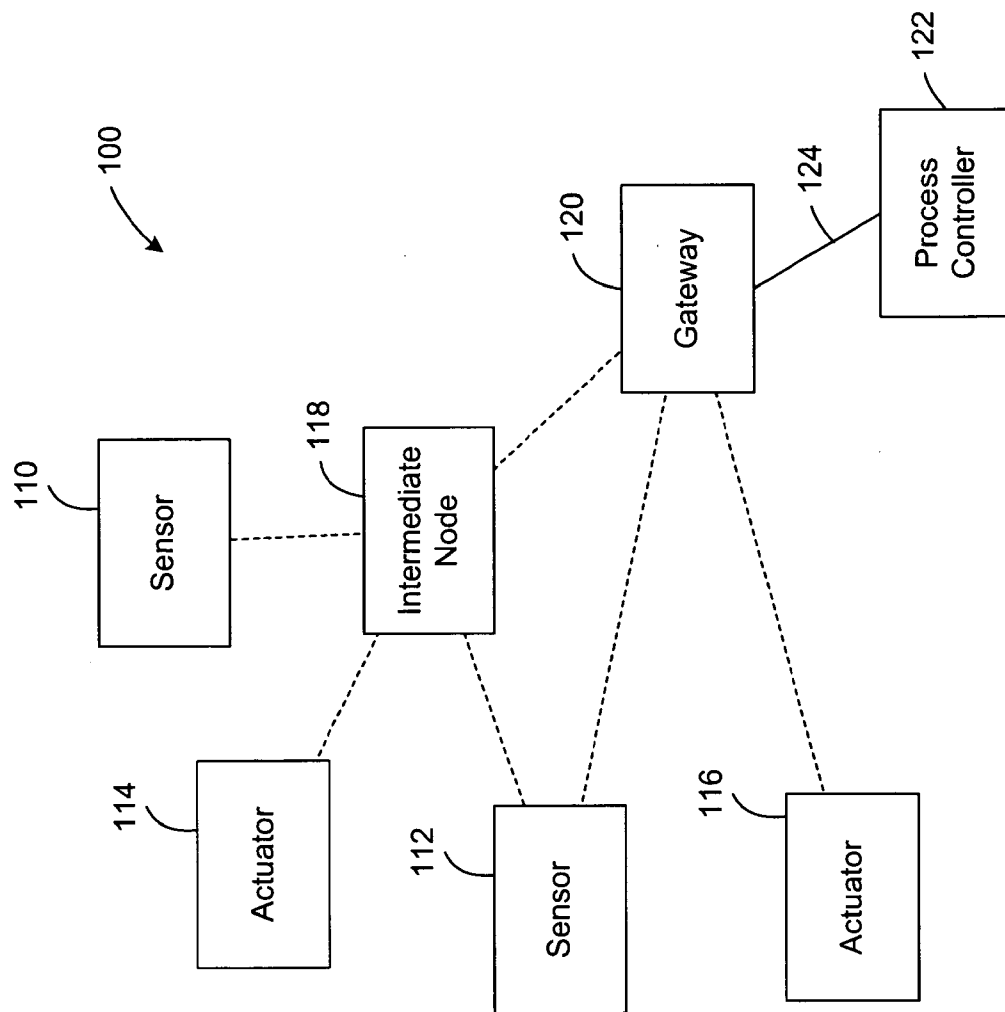 100
110
Sensor
114
Actuator
118
Intermediate
Node
112
Sensor
120
Gateway
116
Actuator
124
122
Process
Controller